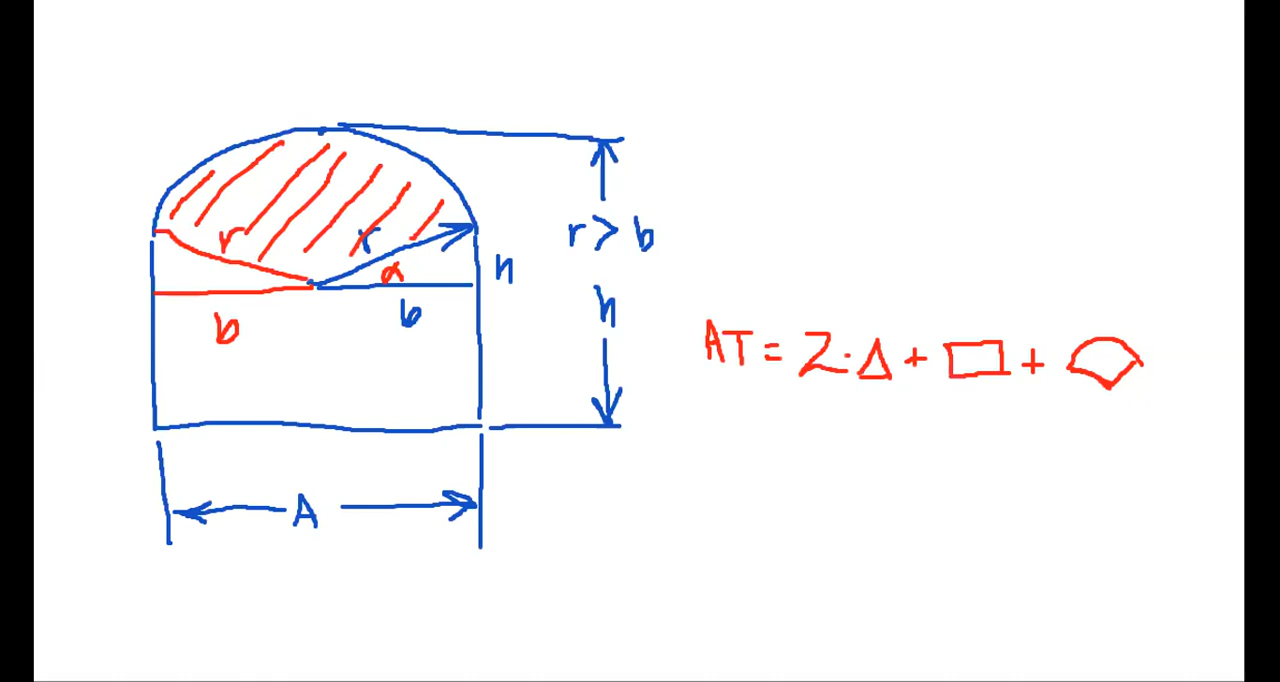 r > b
r
r
α
h
b
b
h
AT = 2 · Δ + ▭ +
A